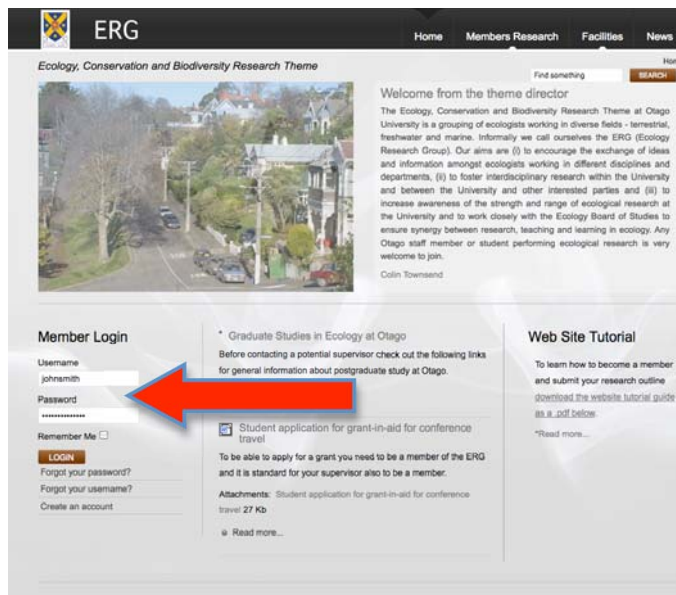 ERG
Home Members Research Facilities News
Ecology, Conservation and Biodiversity Research Theme
Find something SEARCH
Welcome from the theme director
The Ecology, Conservation and Biodiversity Research Theme at Otago
University is a grouping of ecologists working in diverse fields - terrestrial,
freshwater and marine. Informally we call ourselves the ERG (Ecology
Research Group). Our aims are (i) to encourage the exchange of ideas
and information amongst ecologists working in different disciplines and
departments, (ii) to foster interdisciplinary research within the University
and between the University and other interested parties and (iii) to
increase awareness of the strength and range of ecological research at
the University and to work closely with the Ecology Board of Studies to
ensure synergy between research, teaching and learning in ecology. Any
Otago staff member or student performing ecological research is very
welcome to join.
Colin Townsend
Member Login
Username
johnsmith
Password
Remember Me
LOGIN
Forgot your password?
Forgot your username?
Create an account
* Graduate Studies in Ecology at Otago
Before contacting a potential supervisor check out the following links
for general information about postgraduate study at Otago.
Student application for grant-in-aid for conference
travel
To be able to apply for a grant you need to be a member of the ERG
and it is standard for your supervisor also to be a member.
Attachments: Student application for grant-in-aid for conference
travel 27 Kb
Read more...
Web Site Tutorial
To learn how to become a member
and submit your research outline
download the website tutorial guide
as a .pdf below.
*Read more...